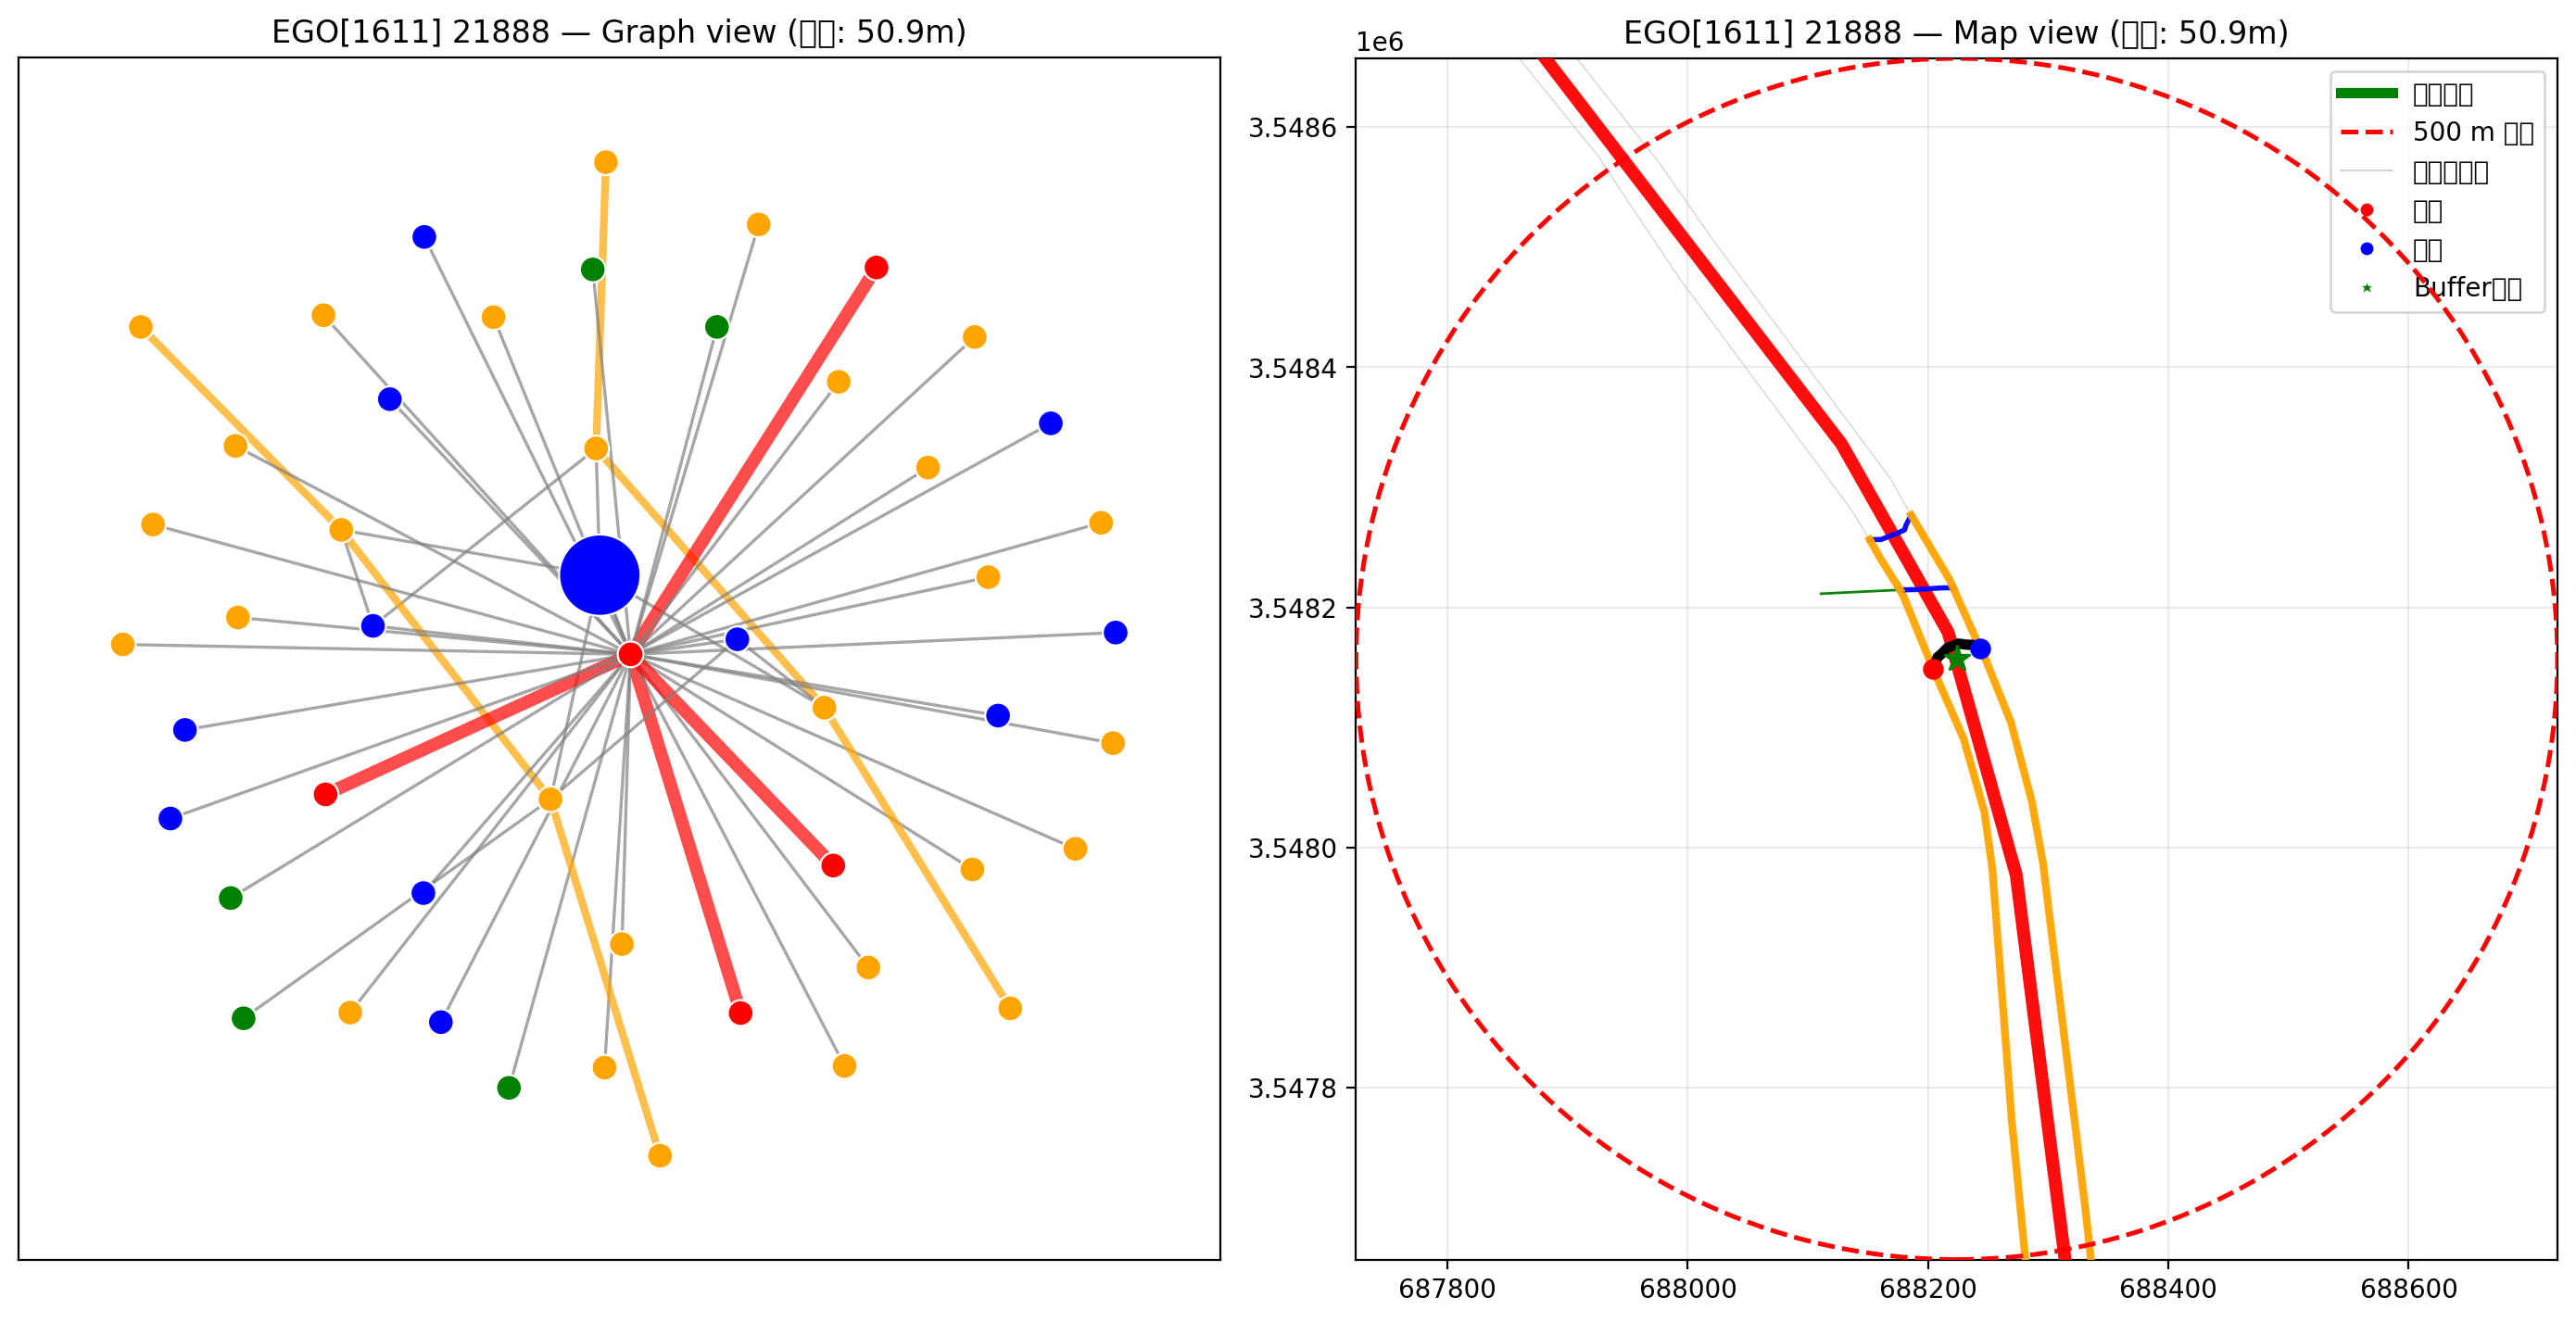 EGO[1611] 21888 — Graph view (: 50.9m)
EGO[1611] 21888 — Map view (: 50.9m)
1e6
3.5486
3.5484
3.5482
3.5480
3.5478
687800
688000
688200
688400
688600
500 m
Buffer